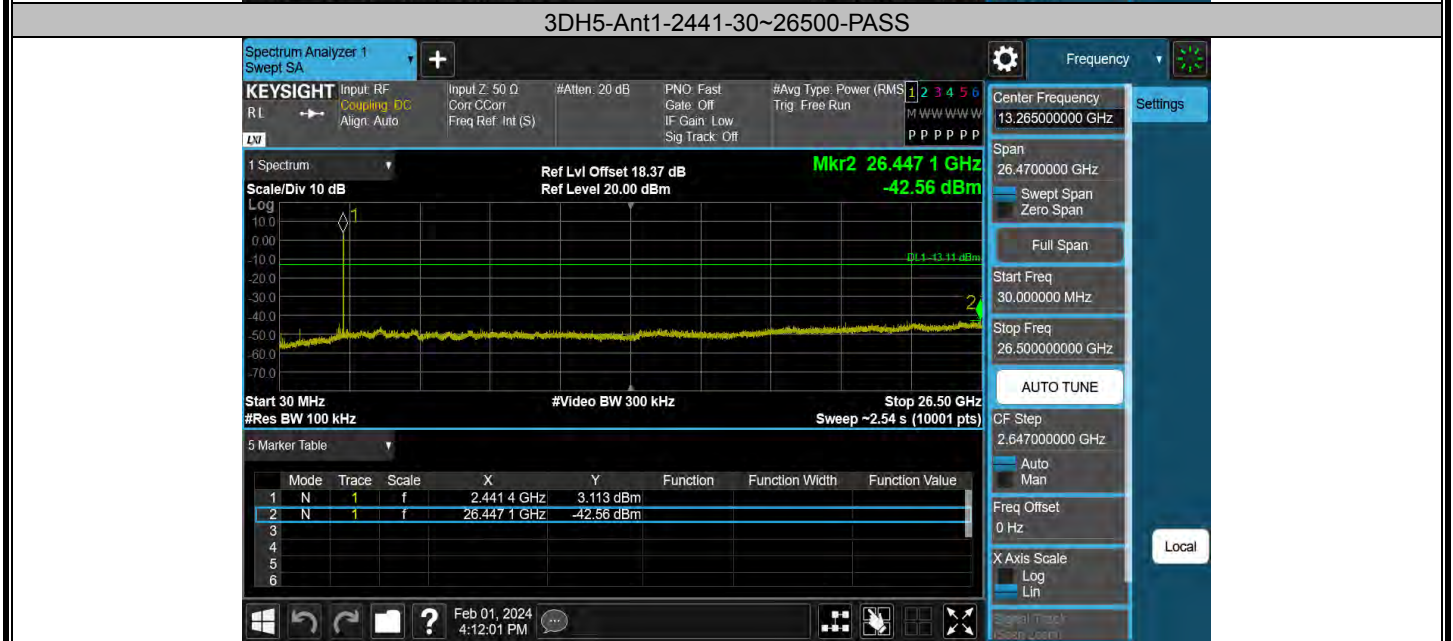 3DH5-Ant1-2441-30~26500-PASS
Spectrum Analyzer 1
Swept SA
+
Frequency
KEYSIGHT
RL
LXI
Input: RF
Coupling: DC
Align: Auto
Input Z: 50 Ω
Corr CCorr
Freq Ref: Int (S)
#Atten: 20 dB
PNO: Fast
Gate: Off
IF Gain: Low
Sig Track: Off
#Avg Type: Power (RMS
Trig: Free Run
1 2 3 4 5 6
M W W W W W
P P P P P P
1 Spectrum
Scale/Div 10 dB
Log
Ref Lvl Offset 18.37 dB
Ref Level 20.00 dBm
Mkr2 26.447 1 GHz
-42.56 dBm
10.0
0.00
-10.0
-20.0
-30.0
-40.0
-50.0
-60.0
-70.0
1
DL1 -13.11 dBm
2
Start 30 MHz
#Res BW 100 kHz
#Video BW 300 kHz
Stop 26.50 GHz
Sweep ~2.54 s (10001 pts)
5 Marker Table
Mode Trace Scale X Y Function Function Width Function Value
1 N 1 f 2.441 4 GHz 3.113 dBm
2 N 1 f 26.447 1 GHz -42.56 dBm
3
4
5
6
Feb 01, 2024
4:12:01 PM
Center Frequency
13.265000000 GHz
Span
26.4700000 GHz
Swept Span
Zero Span
Full Span
Start Freq
30.000000 MHz
Stop Freq
26.500000000 GHz
AUTO TUNE
CF Step
2.647000000 GHz
Auto
Man
Freq Offset
0 Hz
X Axis Scale
Log
Lin
Signal Track
(Span Zoom)
Settings
Local